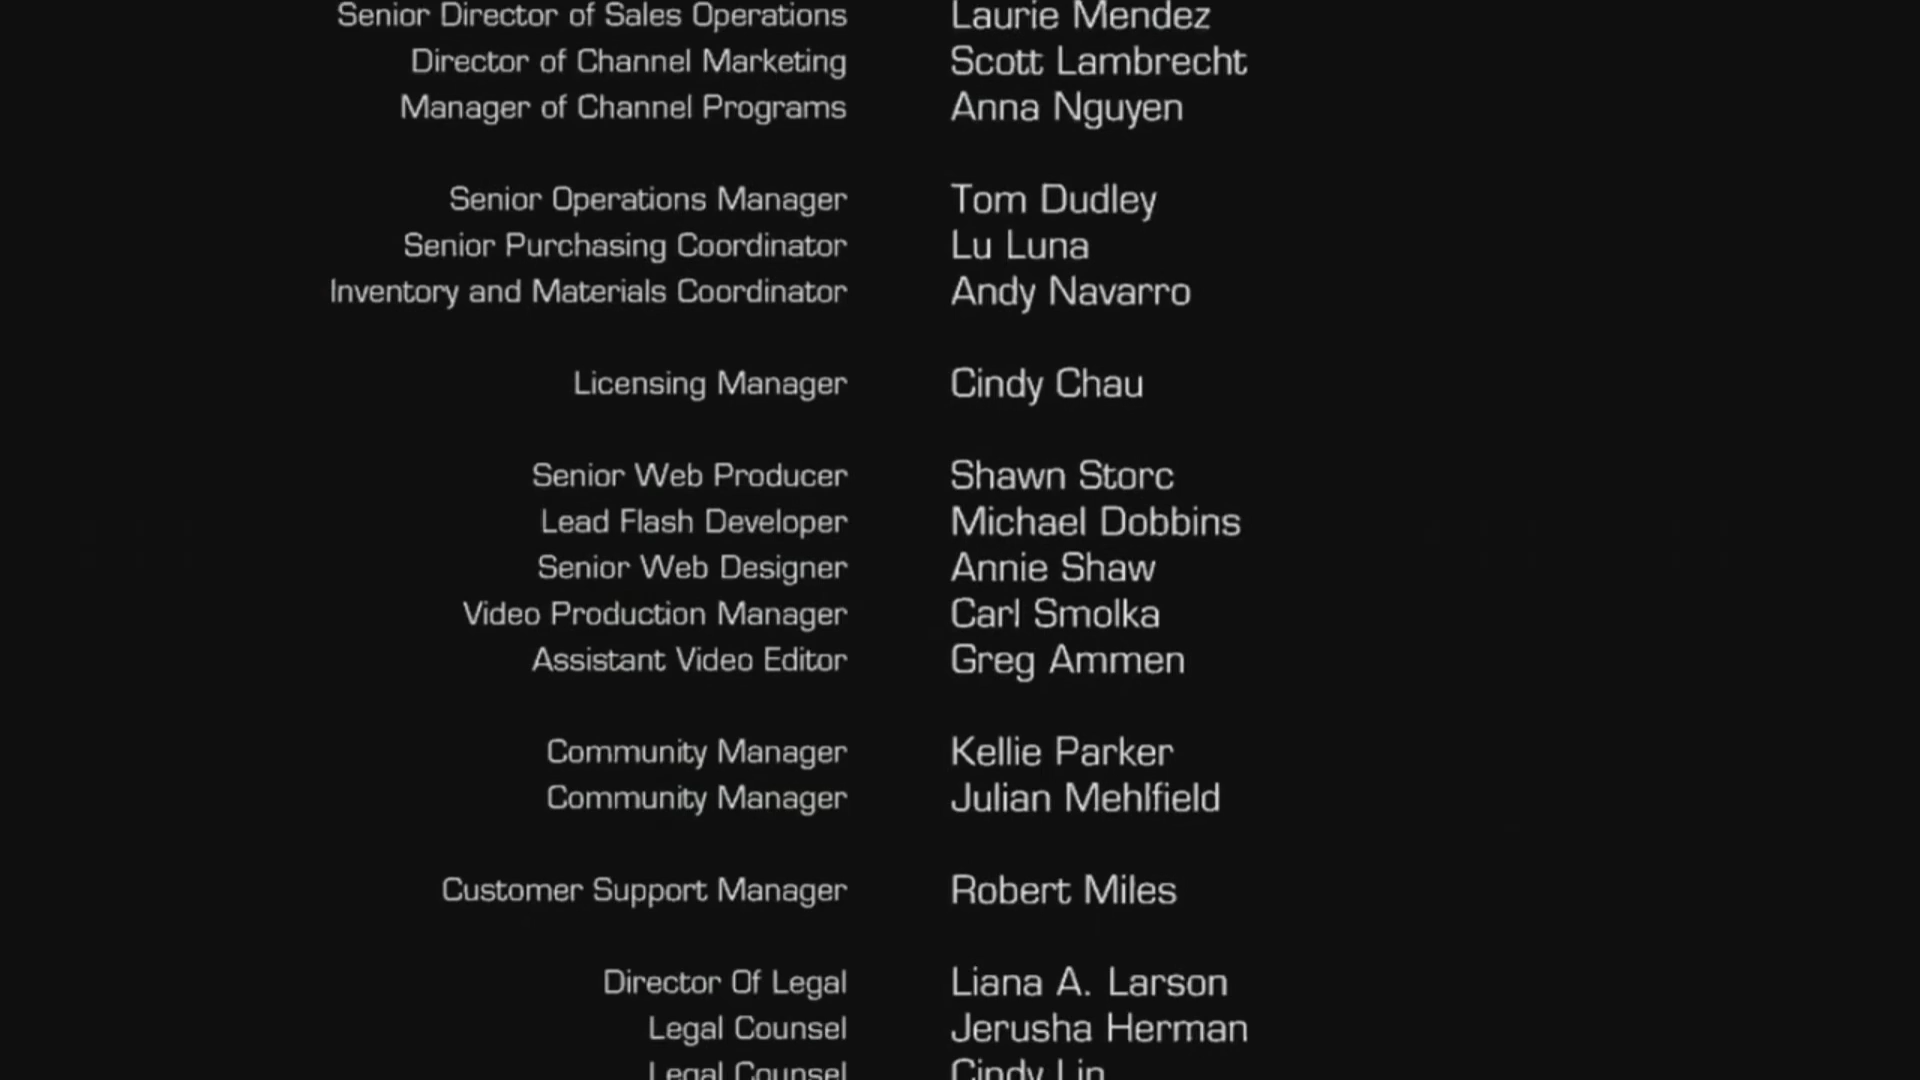 Senior Director of Sales Operations Laurie Mendez
Director of Channel Marketing Scott Lambrecht
Manager of Channel Programs Anna Nguyen
Senior Operations Manager Tom Dudley
Senior Purchasing Coordinator Lu Luna
Inventory and Materials Coordinator Andy Navarro
Licensing Manager Cindy Chau
Senior Web Producer Shawn Storc
Lead Flash Developer Michael Dobbins
Senior Web Designer Annie Shaw
Video Production Manager Carl Smolka
Assistant Video Editor Greg Ammen
Community Manager Kellie Parker
Community Manager Julian Mehlfield
Customer Support Manager Robert Miles
Director Of Legal Liana A. Larson
Legal Counsel Jerusha Herman
Legal Counsel Cindy Lin